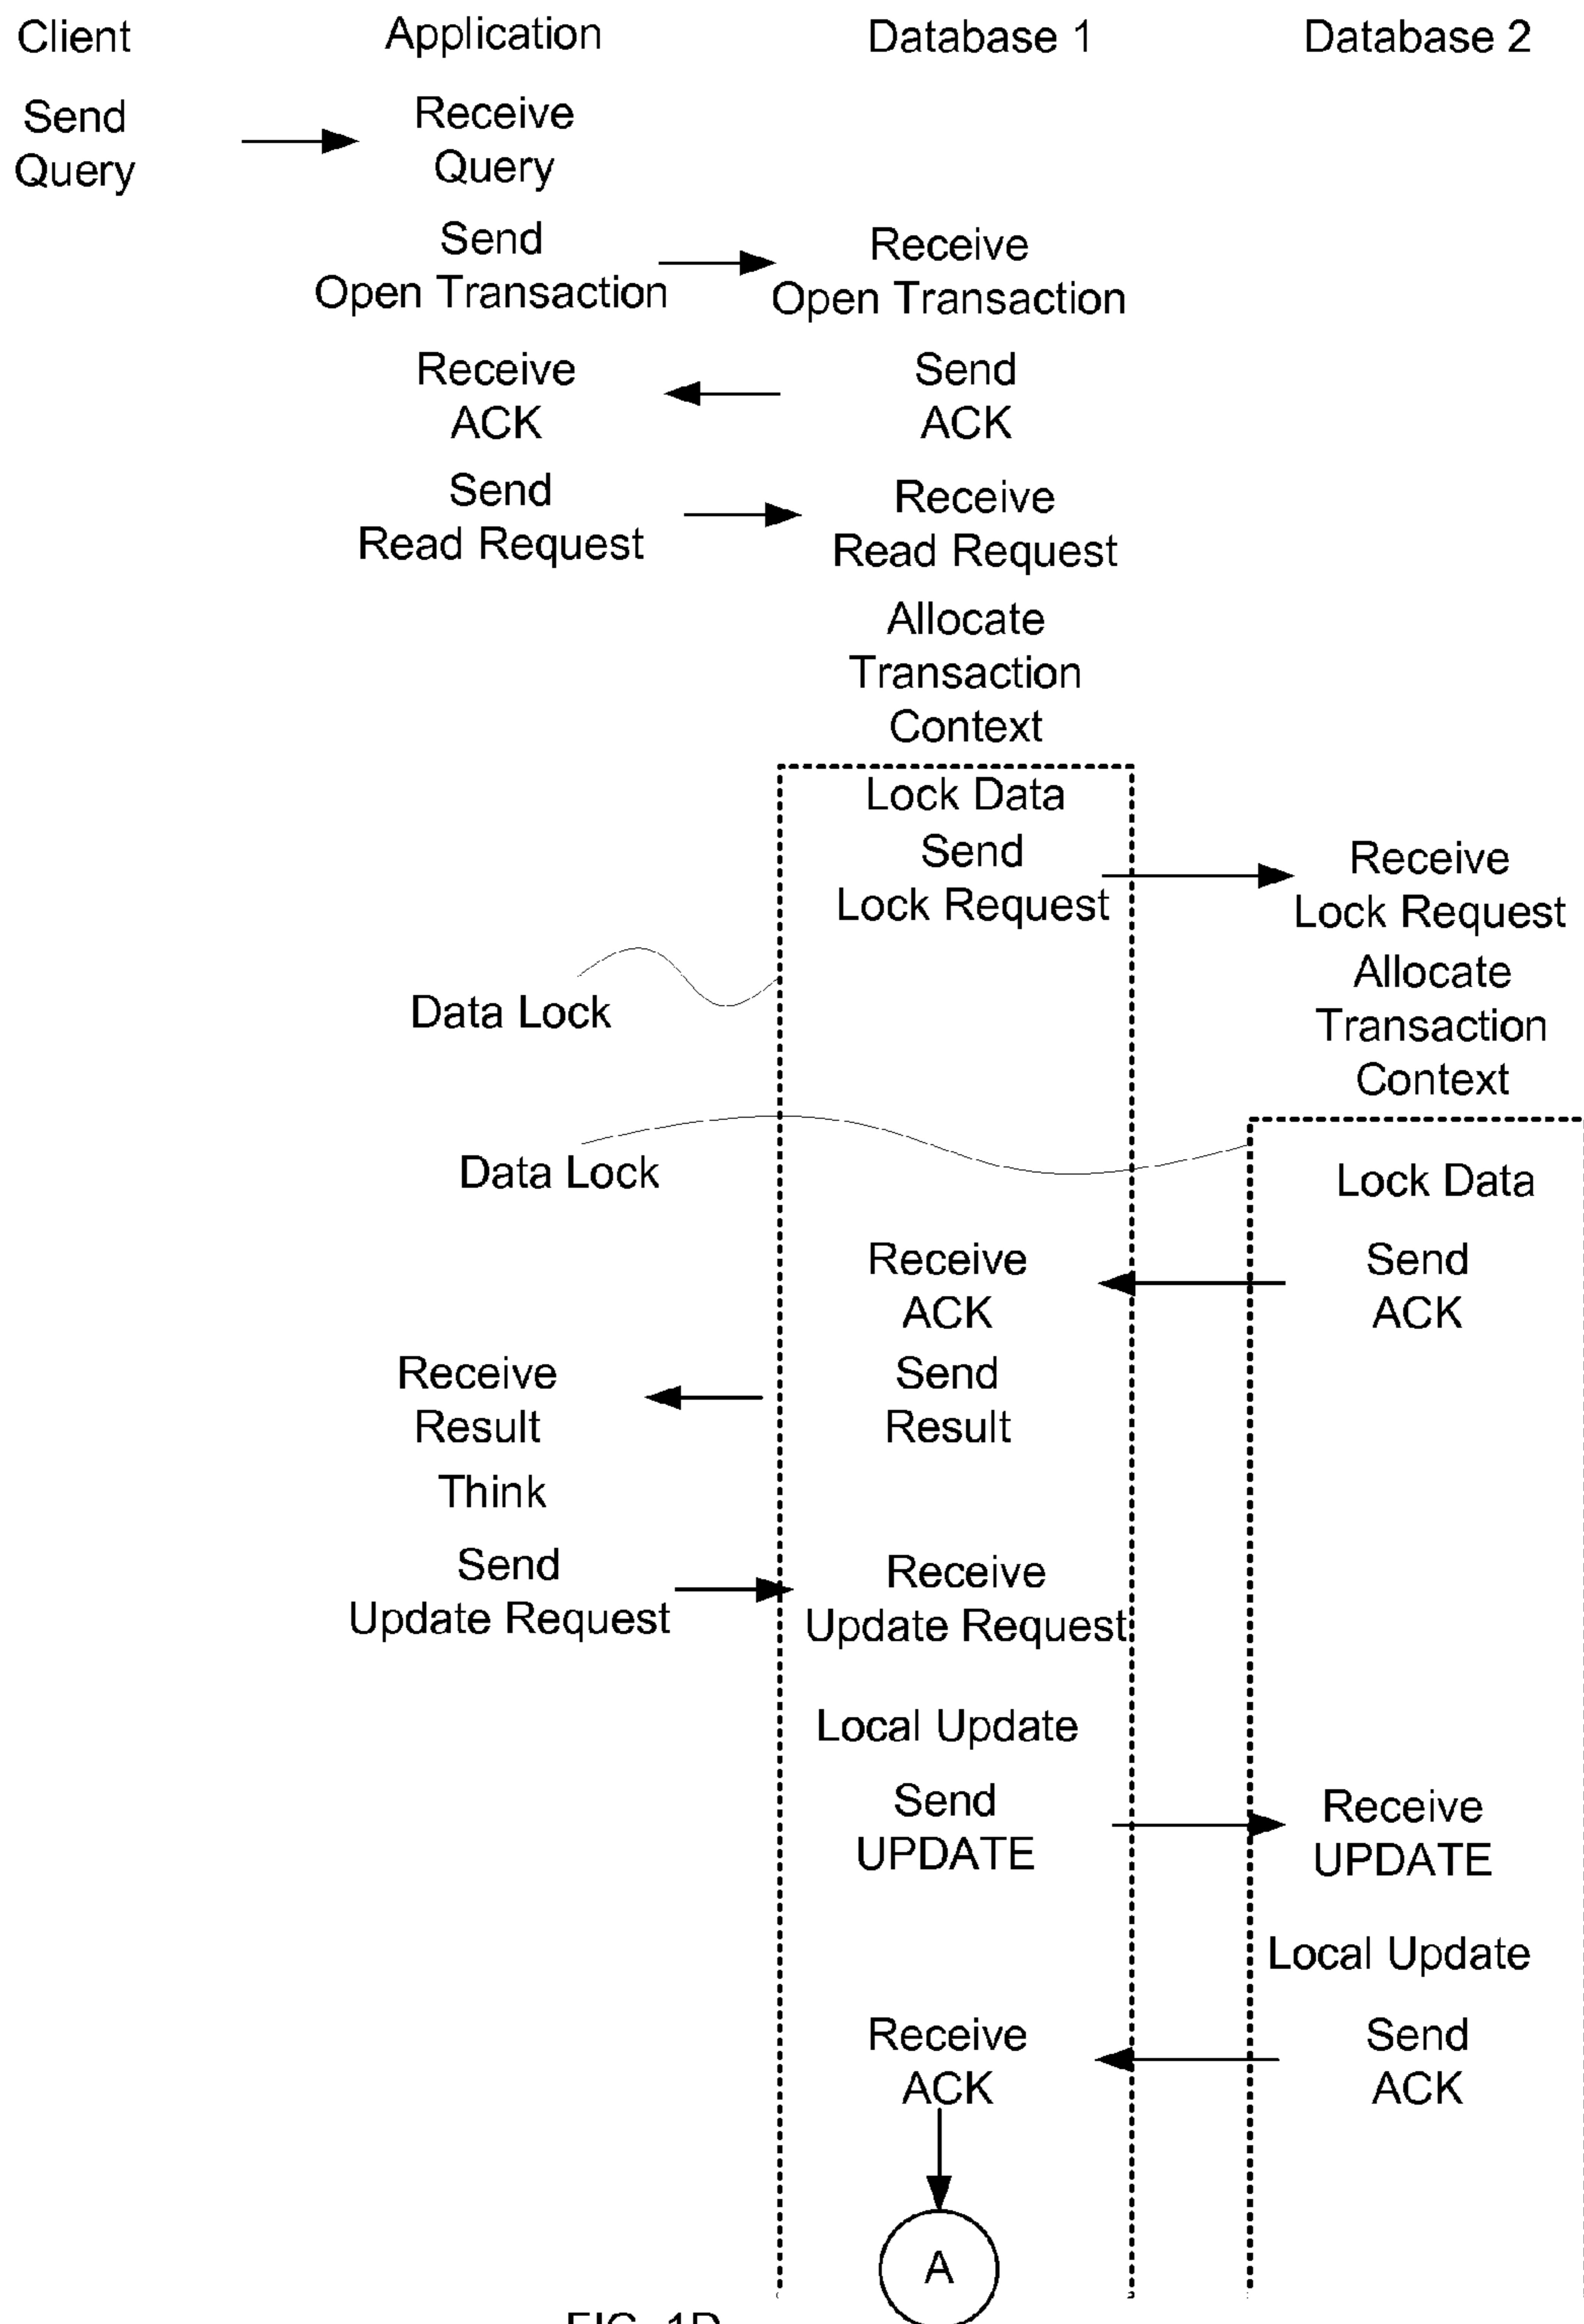 Client
Application
Database 1
Database 2
Send
Query
Receive
Query
Send
Open Transaction
Receive
Open Transaction
Receive
ACK
Send
ACK
Send
Read Request
Receive
Read Request
Allocate
Transaction
Context
Lock Data
Send
Lock Request
Receive
Lock Request
Data Lock
Allocate
Transaction
Context
Data Lock
Lock Data
Receive
ACK
Send
ACK
Receive
Result
Send
Result
Think
Send
Update Request
Receive
Update Request
Local Update
Send
UPDATE
Receive
UPDATE
Local Update
Receive
ACK
Send
ACK
A